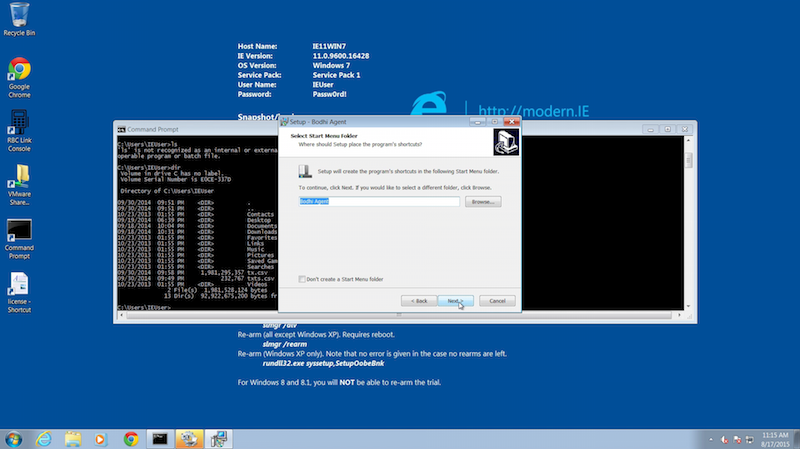 Recycle Bin
Google
Chrome
RBC Link
Console
VMware
Share...
Command
Prompt
license -
Shortcut
Host Name: IE11WIN7
IE Version: 11.0.9600.16428
OS Version: Windows 7
Service Pack: Service Pack 1
User Name: IEUser
Password: Passw0rd!
http://modern.IE
Command Prompt
C:\Users\IEUser>ls
'ls' is not recognized as an internal or exter
operable program or batch file.
C:\Users\IEUser>dir
Volume in drive C has no label.
Volume Serial Number is E0CE-337D
Directory of C:\Users\IEUser
09/30/2014 09:51 PM <DIR> .
09/30/2014 09:51 PM <DIR> ..
10/23/2013 01:55 PM <DIR> Contacts
06/19/2014 02:39 PM <DIR> Desktop
09/18/2014 10:04 PM <DIR> Documents
09/18/2014 10:31 PM <DIR> Downloads
10/23/2013 01:55 PM <DIR> Favorites
10/23/2013 01:55 PM <DIR> Links
10/23/2013 01:55 PM <DIR> Music
10/23/2013 01:55 PM <DIR> Pictures
10/23/2013 01:55 PM <DIR> Saved Gam
10/23/2013 01:55 PM <DIR> Searches
09/30/2014 09:58 PM 1,981,295,357 tx.csv
09/30/2014 09:49 PM 232,767 txts.csv
10/23/2013 01:55 PM <DIR> Videos
2 File(s) 1,981,528,124 bytes
13 Dir(s) 92,922,675,200 bytes fr
C:\Users\IEUser>
Setup - Bodhi Agent
Select Start Menu Folder
Where should Setup place the program's shortcuts?
Setup will create the program's shortcuts in the following Start Menu folder.
To continue, click Next. If you would like to select a different folder, click Browse.
Bodhi Agent
Browse...
Don't create a Start Menu folder
< Back
Next >
Cancel
slmgr /dlv
Re-arm (all except Windows XP). Requires reboot.
slmgr /rearm
Re-arm (Windows XP only). Note that no error is given in the case no rearms are left.
rundll32.exe syssetup,SetupOobeBnk
For Windows 8 and 8.1, you will NOT be able to re-arm the trial.
11:15 AM
8/17/2015